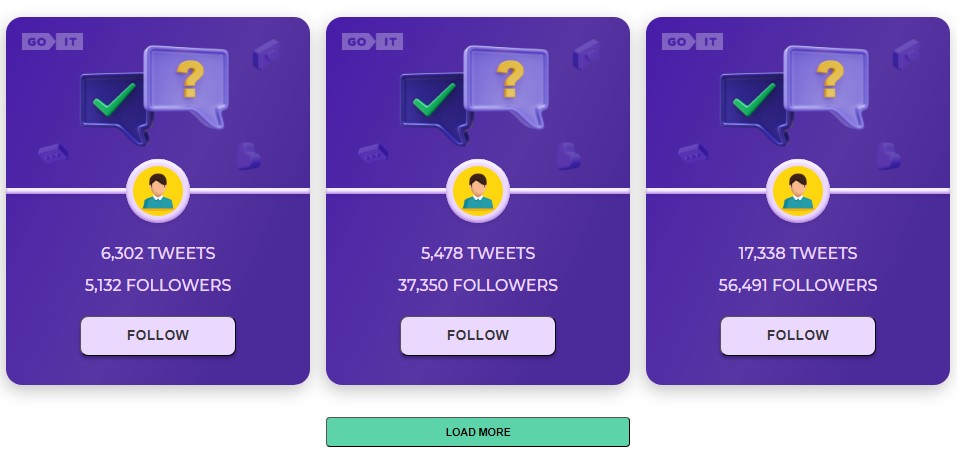 GO IT
?
6,302 TWEETS
5,132 FOLLOWERS
FOLLOW
GO IT
?
5,478 TWEETS
37,350 FOLLOWERS
FOLLOW
GO IT
?
17,338 TWEETS
56,491 FOLLOWERS
FOLLOW
LOAD MORE